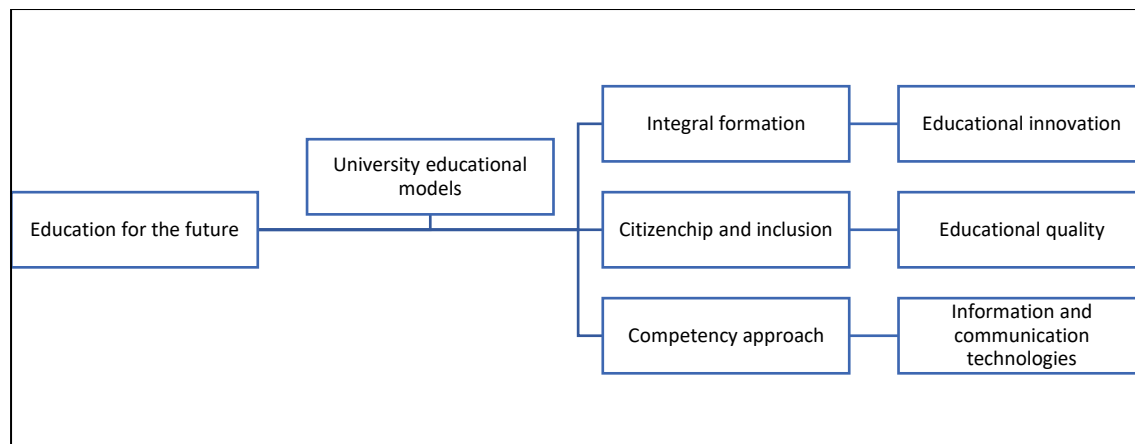 Integral formation
Educational innovation
University educational
models
Education for the future
Citizenchip and inclusion
Educational quality
Competency approach
Information and
communication
technologies